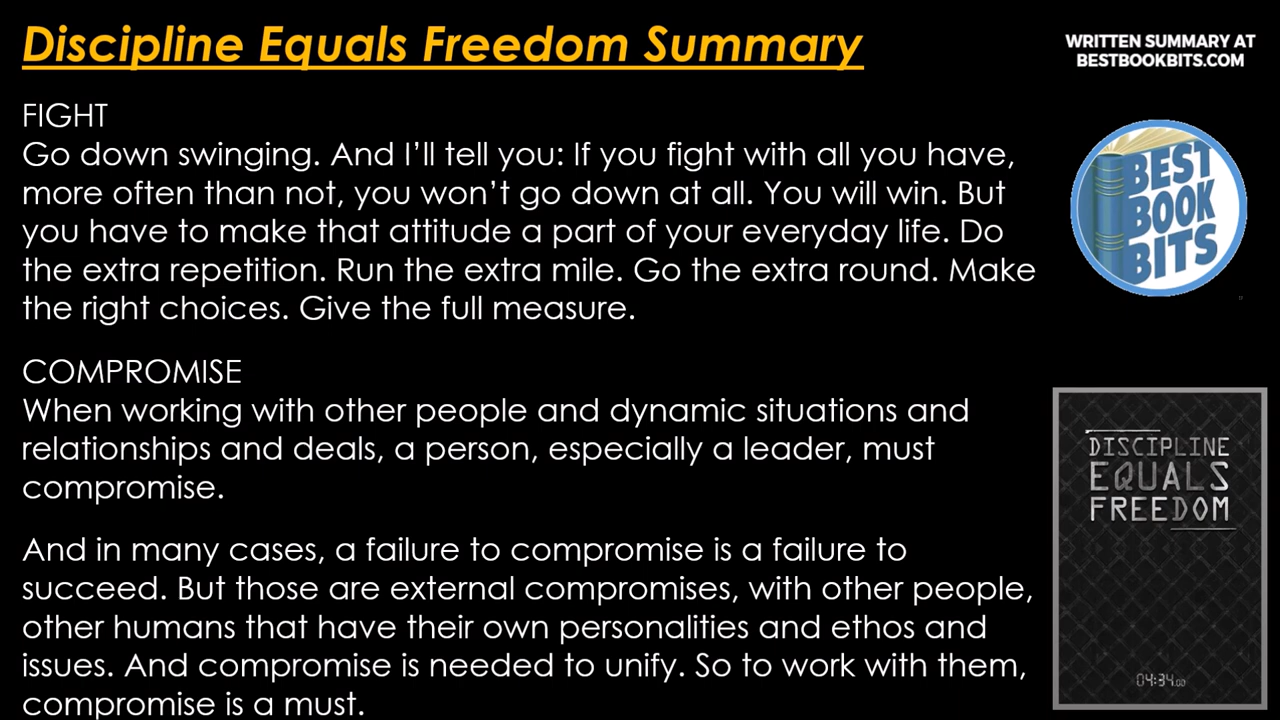 Discipline Equals Freedom Summary
WRITTEN SUMMARY AT
BESTBOOKBITS.COM
FIGHT
Go down swinging. And I’ll tell you: If you fight with all you have,
more often than not, you won’t go down at all. You will win. But
you have to make that attitude a part of your everyday life. Do
the extra repetition. Run the extra mile. Go the extra round. Make
the right choices. Give the full measure.
COMPROMISE
When working with other people and dynamic situations and
relationships and deals, a person, especially a leader, must
compromise.
And in many cases, a failure to compromise is a failure to
succeed. But those are external compromises, with other people,
other humans that have their own personalities and ethos and
issues. And compromise is needed to unify. So to work with them,
compromise is a must.
BEST
BOOK
BITS
DISCIPLINE
EQUALS
FREEDOM
04:34.00